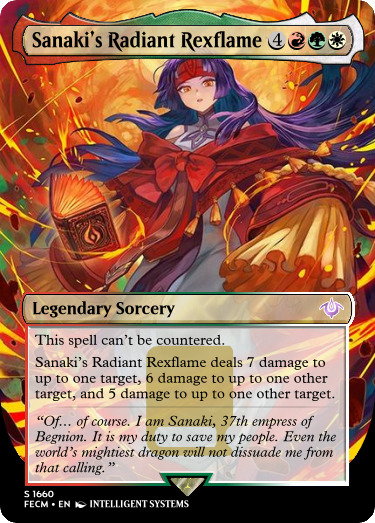 Sanaki's Radiant Rexflame 4
Legendary Sorcery
This spell can't be countered.
Sanaki's Radiant Rexflame deals 7 damage to
up to one target, 6 damage to up to one other
target, and 5 damage to up to one other target.
“Of… of course. I am Sanaki, 37th empress of
Begnion. It is my duty to save my people. Even the
world's mightiest dragon will not dissuade me from
that calling.”
S 1660
FECM • EN INTELLIGENT SYSTEMS